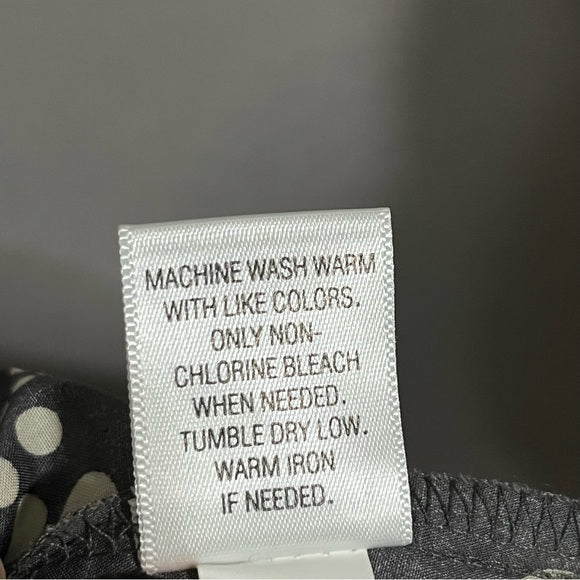 MACHINE WASH WARM
WITH LIKE COLORS.
ONLY NON-
CHLORINE BLEACH
WHEN NEEDED.
TUMBLE DRY LOW.
WARM IRON
IF NEEDED.